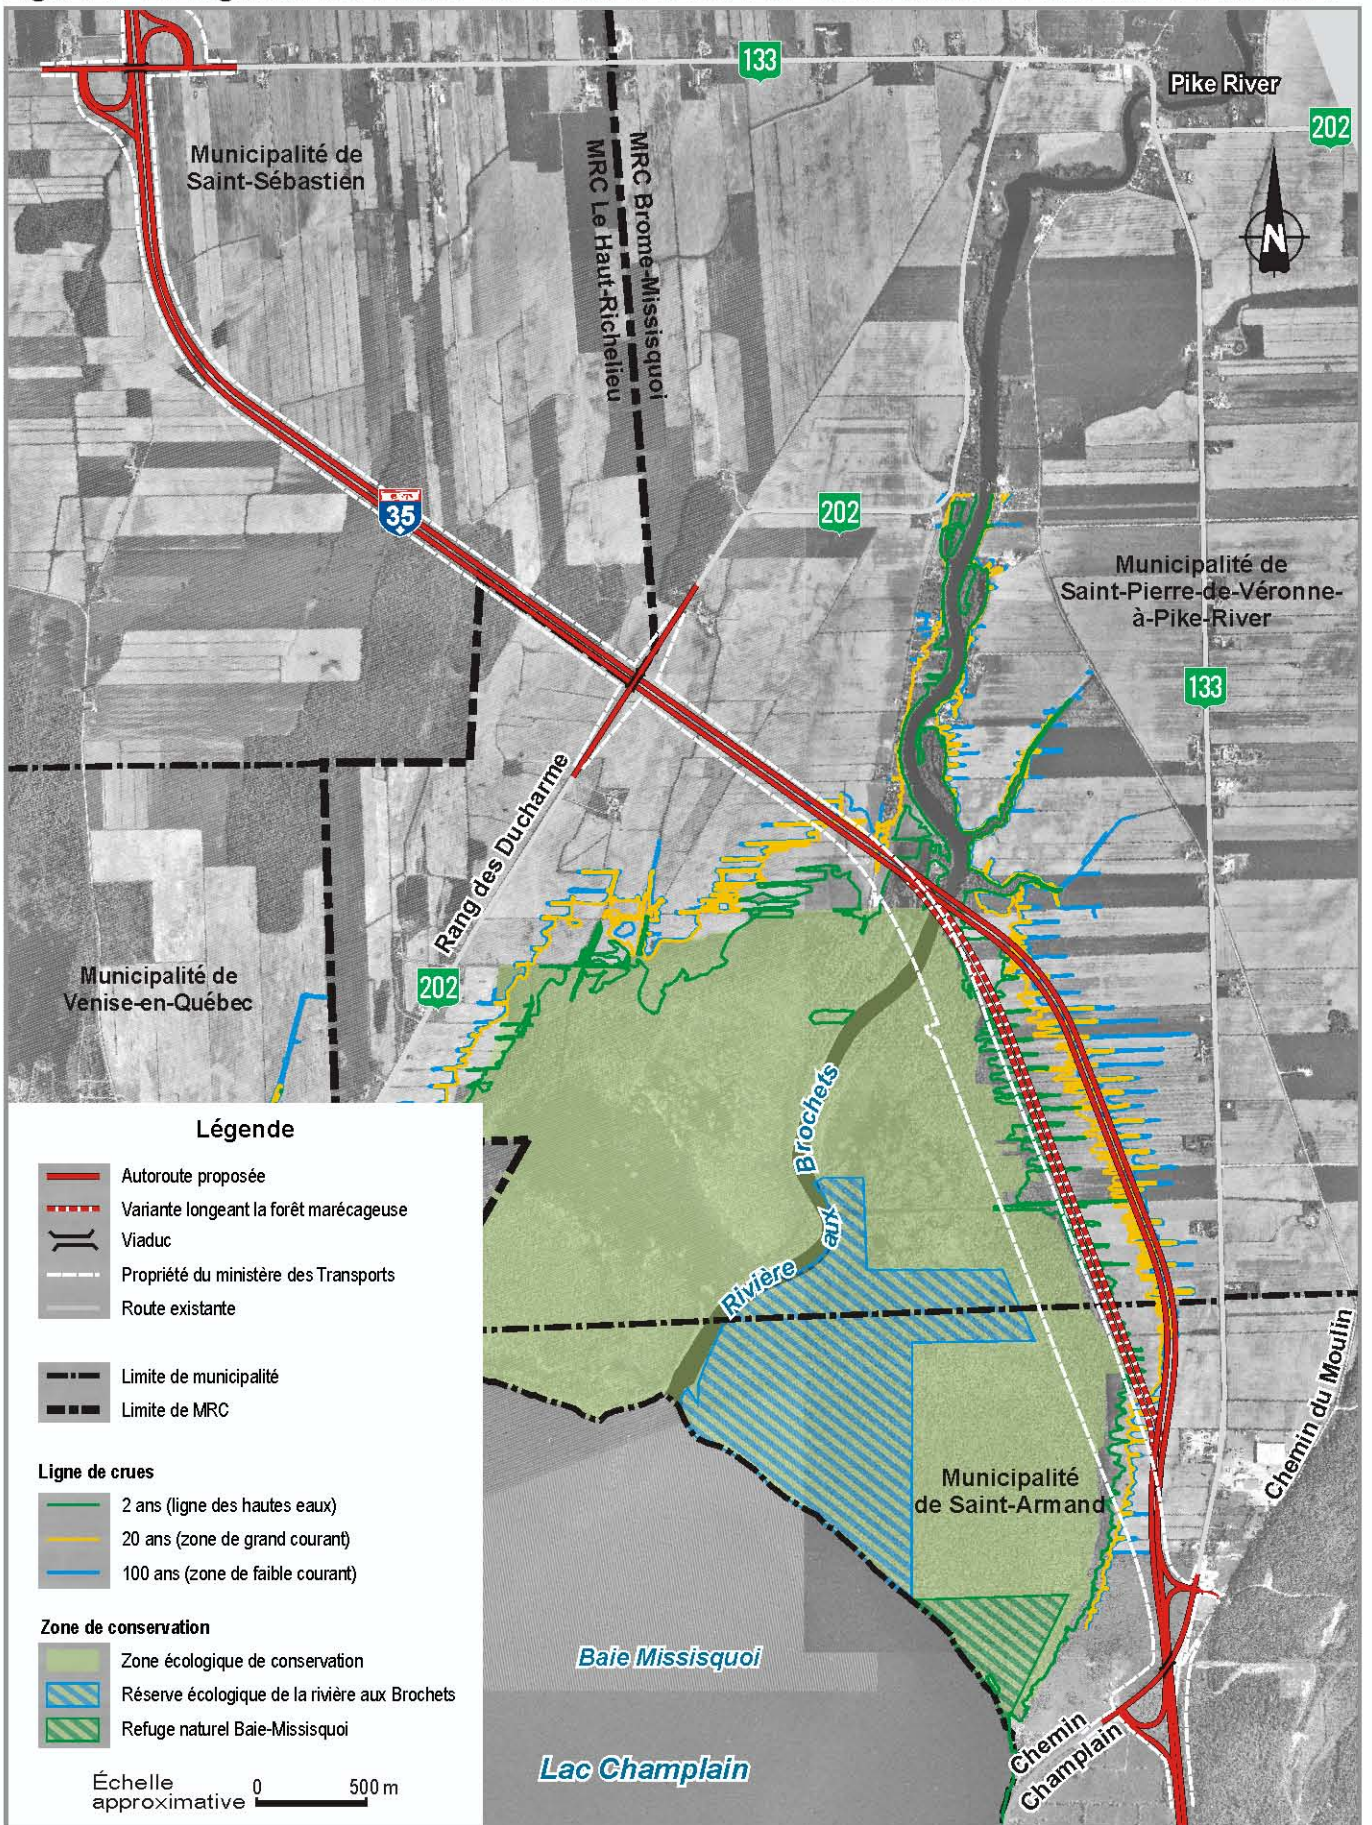 133
Pike River
202
Municipalité de
Saint-Sébastien
MRC Brome-Missisquoi
MRC Le Haut-Richelieu
N
35
202
Municipalité de
Saint-Pierre-de-Véronne-
à-Pike-River
133
Rang des Ducharme
Municipalité de
Venise-en-Québec
202
Rivière
aux
Brochets
Chemin du Moulin
Municipalité
de Saint-Armand
Baie Missisquoi
Lac Champlain
Chemin
Champlain
Légende
Autoroute proposée
Variante longeant la forêt marécageuse
Viaduc
Propriété du ministère des Transports
Route existante
Limite de municipalité
Limite de MRC
Ligne de crues
2 ans (ligne des hautes eaux)
20 ans (zone de grand courant)
100 ans (zone de faible courant)
Zone de conservation
Zone écologique de conservation
Réserve écologique de la rivière aux Brochets
Refuge naturel Baie-Missisquoi
Échelle
approximative
0 500 m